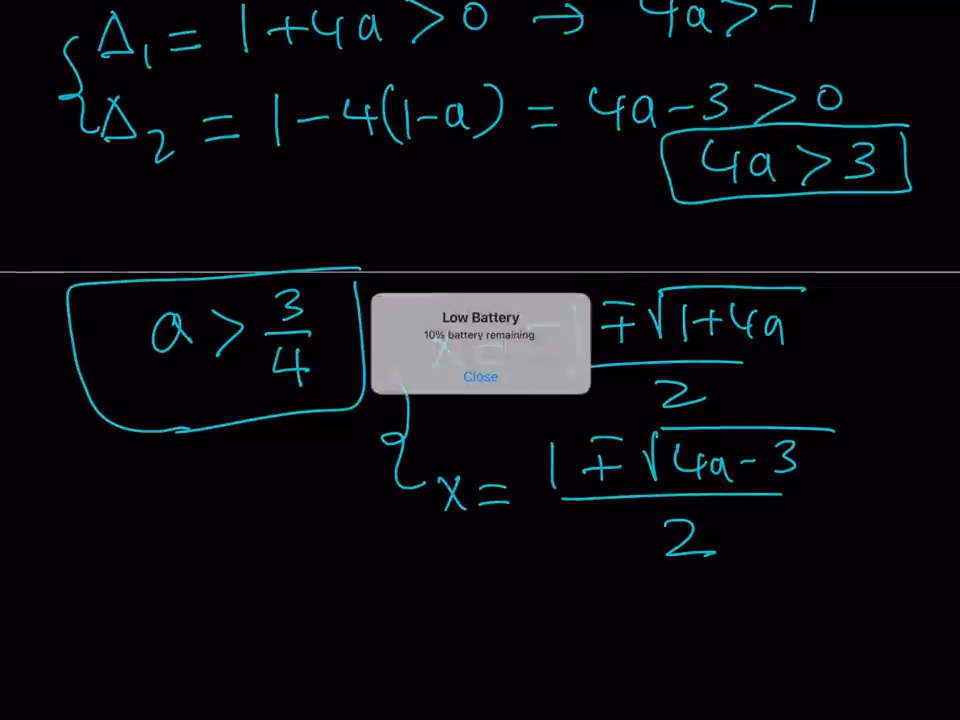 Δ₁ = 1+4a > 0 → 4a > -1
Δ₂ = 1-4(1-a) = 4a-3 > 0
4a > 3
a > 3/4
Low Battery
10% battery remaining
Close
x = -1 ∓ √(1+4a) / 2
x = 1 ∓ √(4a-3) / 2